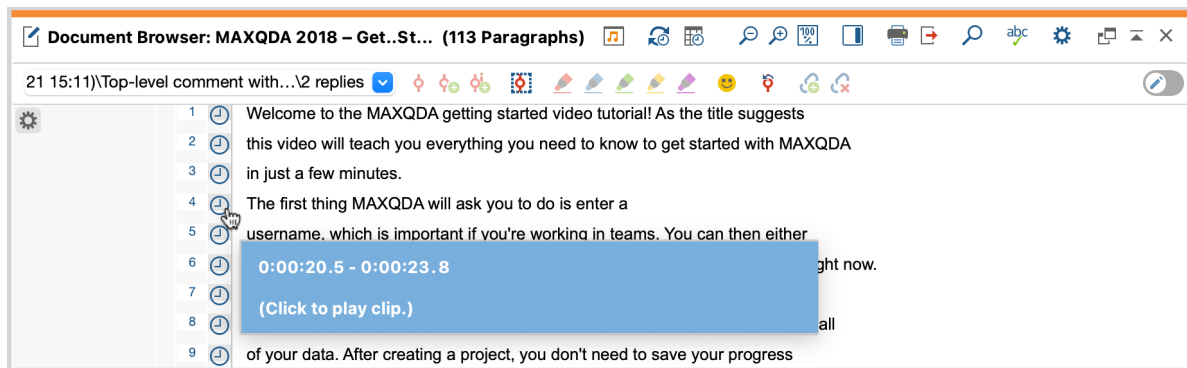 Document Browser: MAXQDA 2018 – Get..St... (113 Paragraphs)
100
abc
21 15:11)\Top-level comment with...\2 replies
1 Welcome to the MAXQDA getting started video tutorial! As the title suggests
2 this video will teach you everything you need to know to get started with MAXQDA
3 in just a few minutes.
4 The first thing MAXQDA will ask you to do is enter a
5 username, which is important if you're working in teams. You can then either
6 ght now.
7
8 all
9 of your data. After creating a project, you don't need to save your progress
0:00:20.5 - 0:00:23.8
(Click to play clip.)